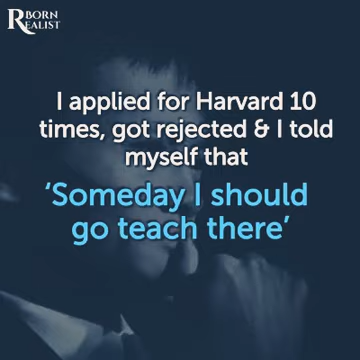 BORN
REALIST
I applied for Harvard 10
times, got rejected & I told
myself that
‘Someday I should
go teach there’